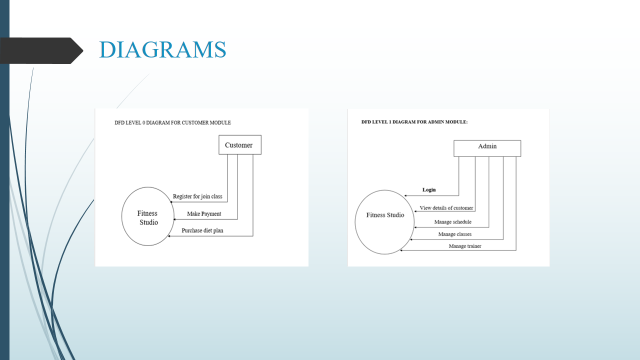 DIAGRAMS
DFD LEVEL 0 DIAGRAM FOR CUSTOMER MODULE
Customer
Register for join class
Fitness
Studio
Make Payment
Purchase diet plan
DFD LEVEL 1 DIAGRAM FOR ADMIN MODULE:
Admin
Login
View details of customer
Fitness Studio
Manage schedule
Manage classes
Manage trainer